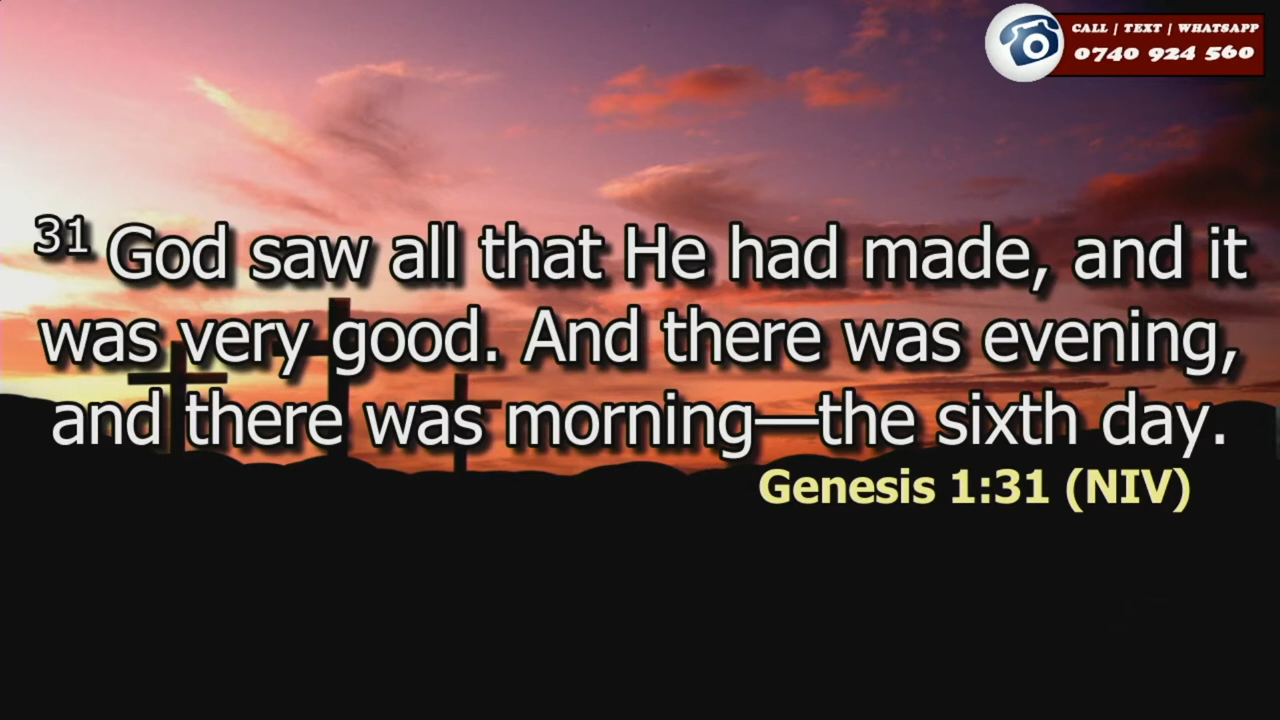 CALL | TEXT | WHATSAPP
0740 924 560
31 God saw all that He had made, and it
was very good. And there was evening,
and there was morning—the sixth day.
Genesis 1:31 (NIV)